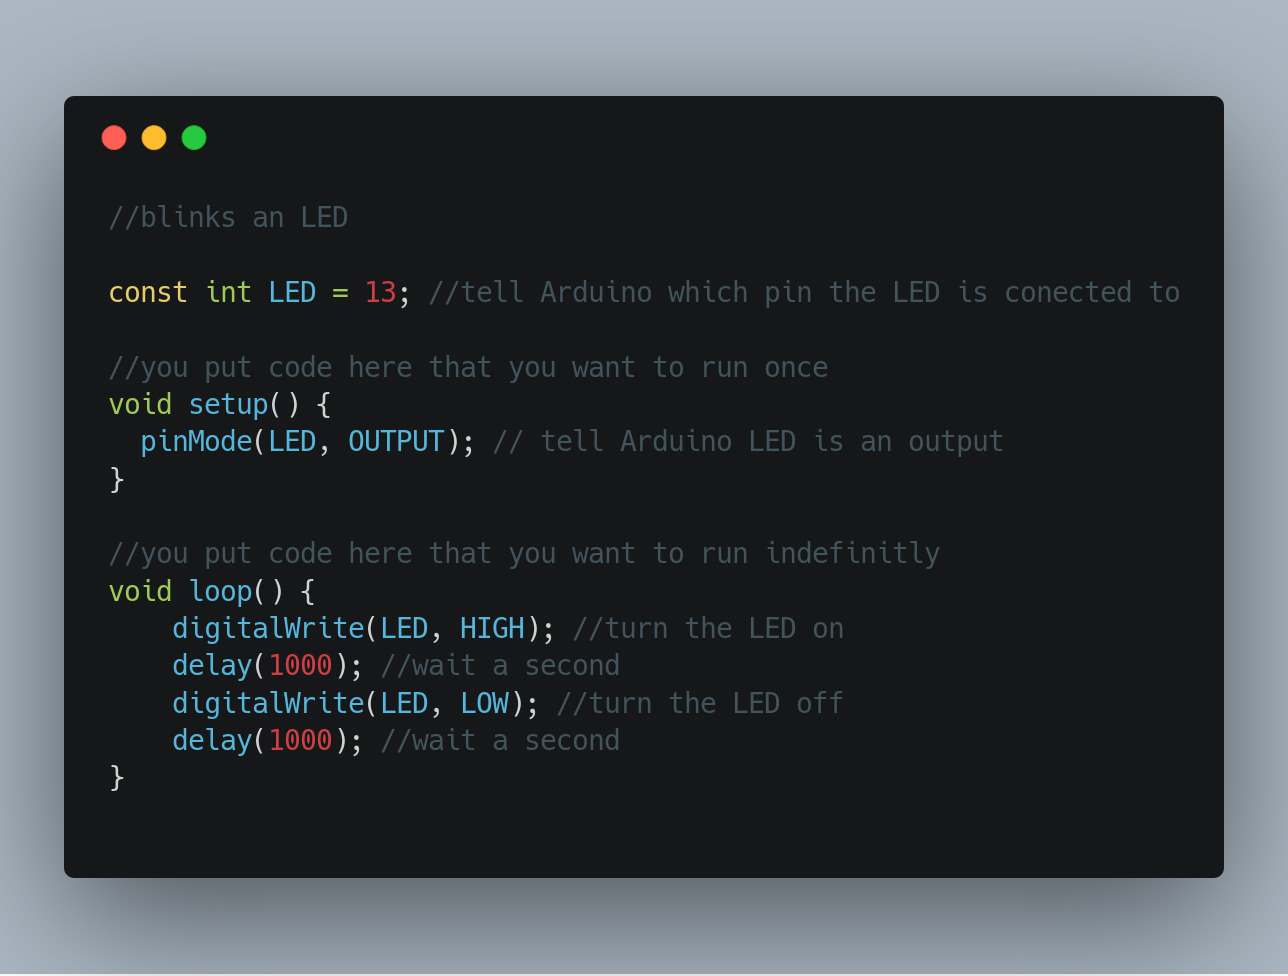 //blinks an LED
const int LED = 13; //tell Arduino which pin the LED is conected to
//you put code here that you want to run once
void setup() {
  pinMode(LED, OUTPUT); // tell Arduino LED is an output
}
//you put code here that you want to run indefinitly
void loop() {
    digitalWrite(LED, HIGH); //turn the LED on
    delay(1000); //wait a second
    digitalWrite(LED, LOW); //turn the LED off
    delay(1000); //wait a second
}